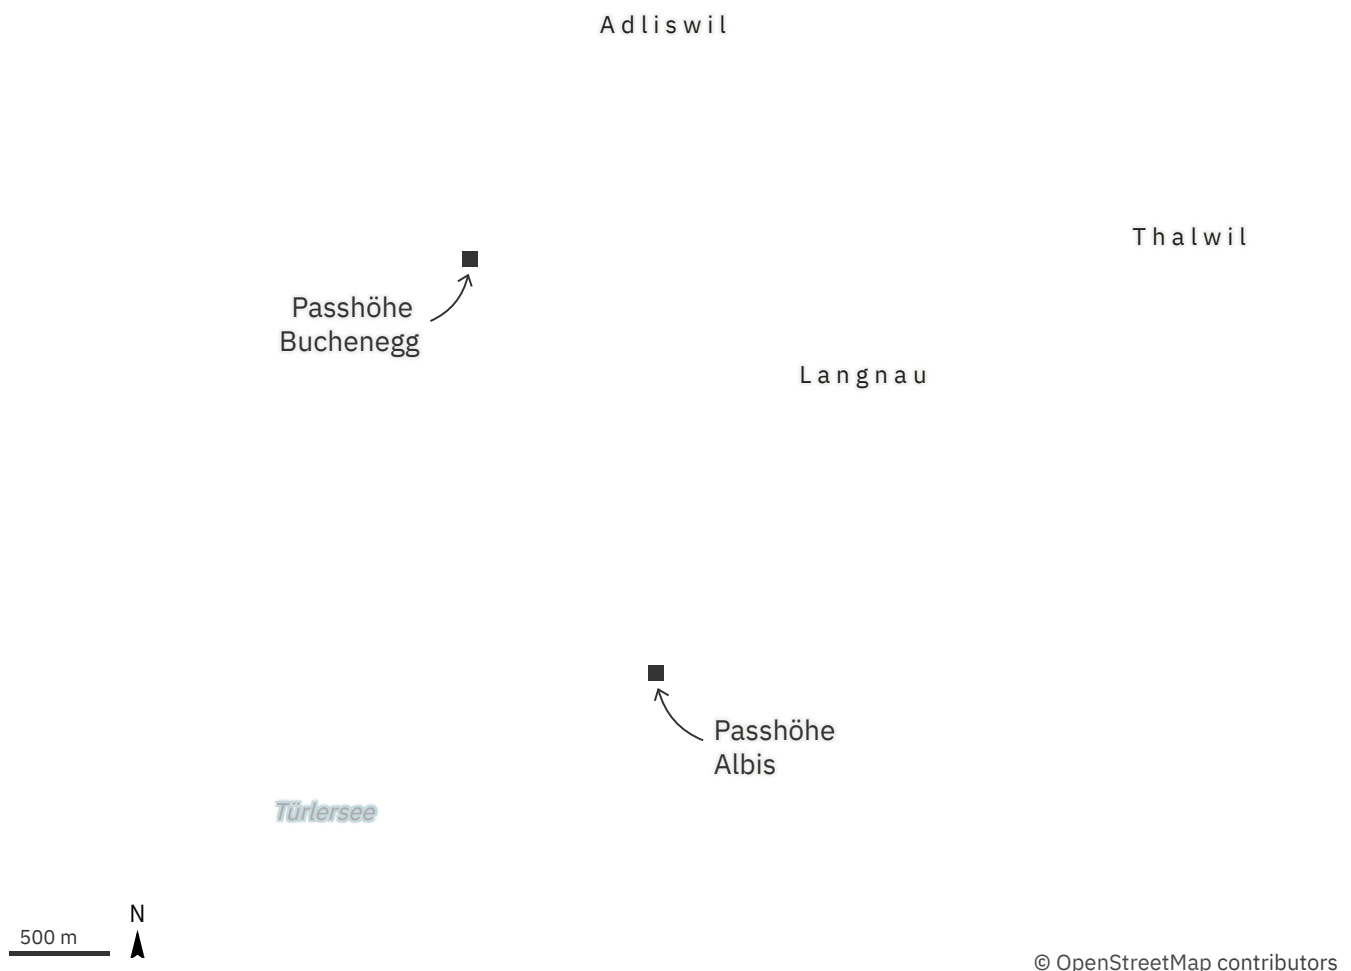 Adliswil
Thalwil
Passhöhe
Buchenegg
Langnau
Passhöhe
Albis
Türlersee
N
500 m
© OpenStreetMap contributors